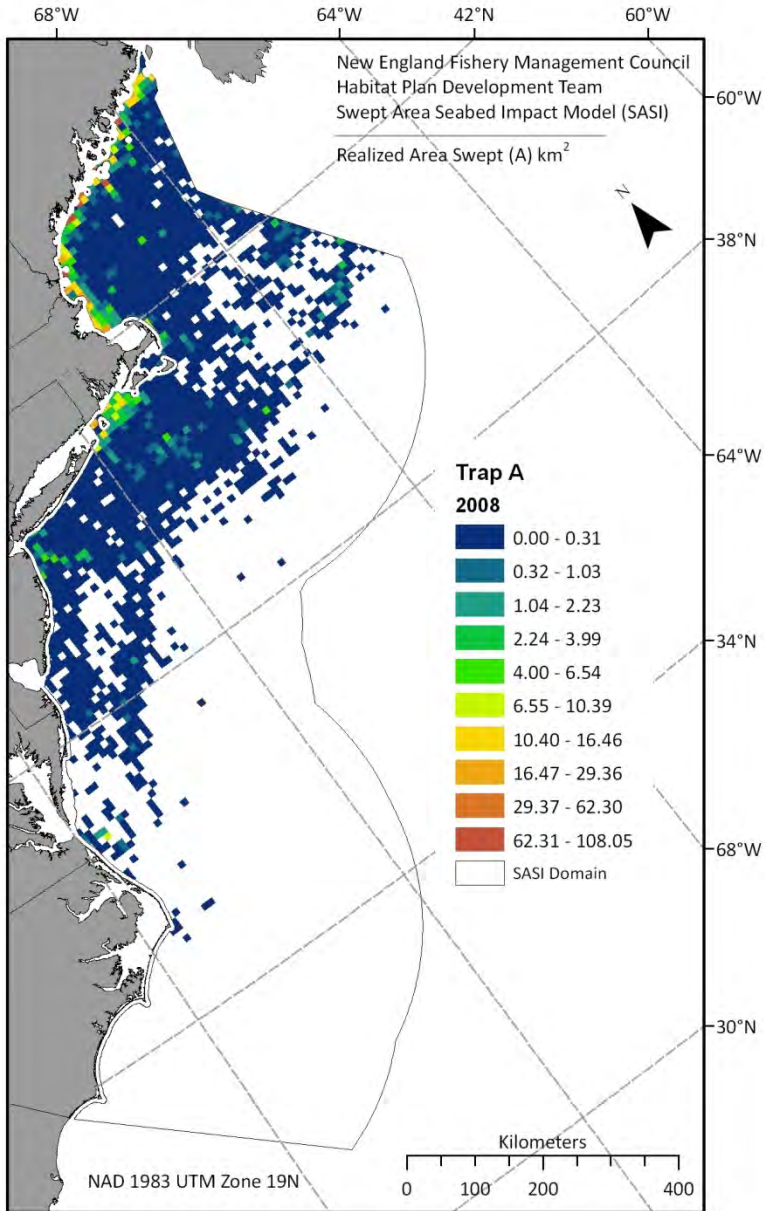 68°W 64°W 42°N 60°W
New England Fishery Management Council
Habitat Plan Development Team
Swept Area Seabed Impact Model (SASI)
Realized Area Swept (A) km²
60°W
N
38°N
64°W
Trap A
2008
0.00 - 0.31
0.32 - 1.03
1.04 - 2.23
2.24 - 3.99
4.00 - 6.54
6.55 - 10.39
10.40 - 16.46
16.47 - 29.36
29.37 - 62.30
62.31 - 108.05
SASI Domain
34°N
68°W
30°N
Kilometers
0 100 200 300 400
NAD 1983 UTM Zone 19N